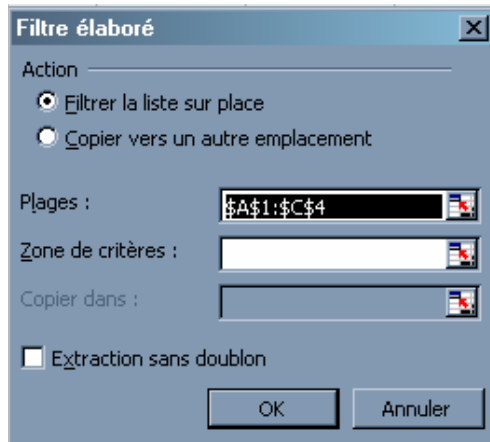 Filtre élaboré
Action
Filtrer la liste sur place
Copier vers un autre emplacement
Plages :
$A$1:$C$4
Zone de critères :
Copier dans :
Extraction sans doublon
OK Annuler